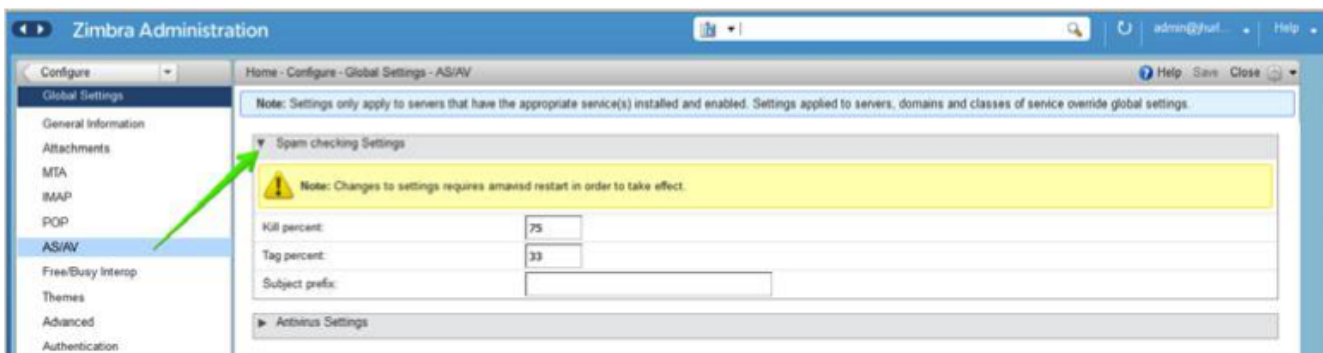 Zimbra Administration
Help
Configure
Home - Configure - Global Settings - AS/AV
Help Save Close
Global Settings
Note: Settings only apply to servers that have the appropriate service(s) installed and enabled. Settings applied to servers, domains and classes of service override global settings.
General Information
Attachments
MTA
IMAP
POP
AS/AV
Free/Busy Interop
Themes
Advanced
Authentication
Spam checking Settings
Note: Changes to settings requires amavisd restart in order to take effect.
Kill percent: 75
Tag percent: 33
Subject prefix:
Antivirus Settings